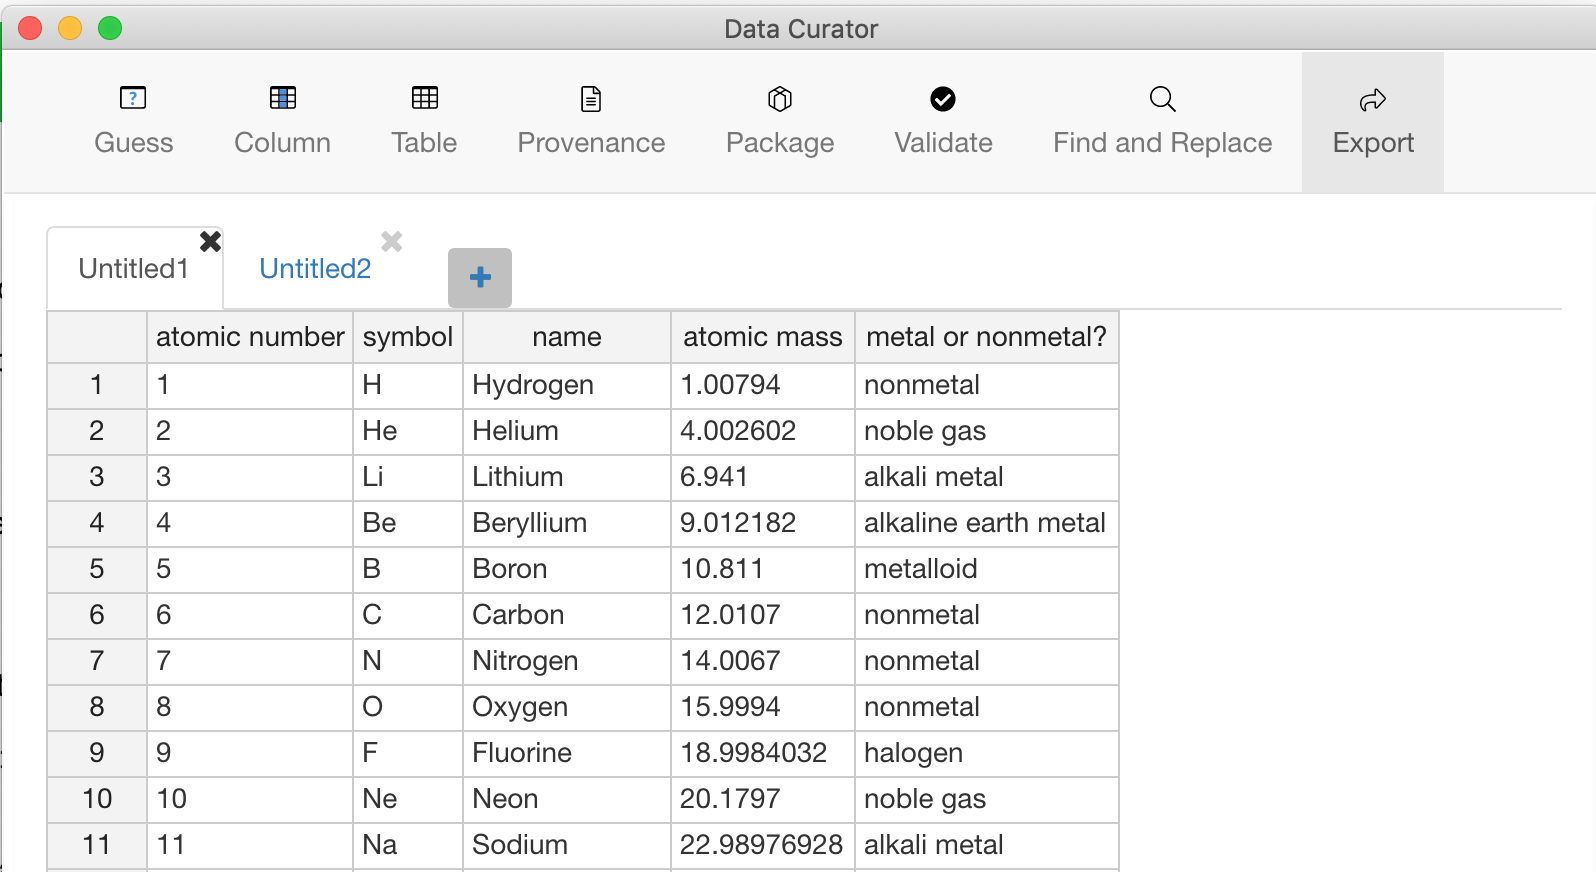 Data Curator
Guess Column Table Provenance Package Validate Find and Replace Export
Untitled1 Untitled2
atomic number symbol name atomic mass metal or nonmetal?
1 1 H Hydrogen 1.00794 nonmetal
2 2 He Helium 4.002602 noble gas
3 3 Li Lithium 6.941 alkali metal
4 4 Be Beryllium 9.012182 alkaline earth metal
5 5 B Boron 10.811 metalloid
6 6 C Carbon 12.0107 nonmetal
7 7 N Nitrogen 14.0067 nonmetal
8 8 O Oxygen 15.9994 nonmetal
9 9 F Fluorine 18.9984032 halogen
10 10 Ne Neon 20.1797 noble gas
11 11 Na Sodium 22.98976928 alkali metal